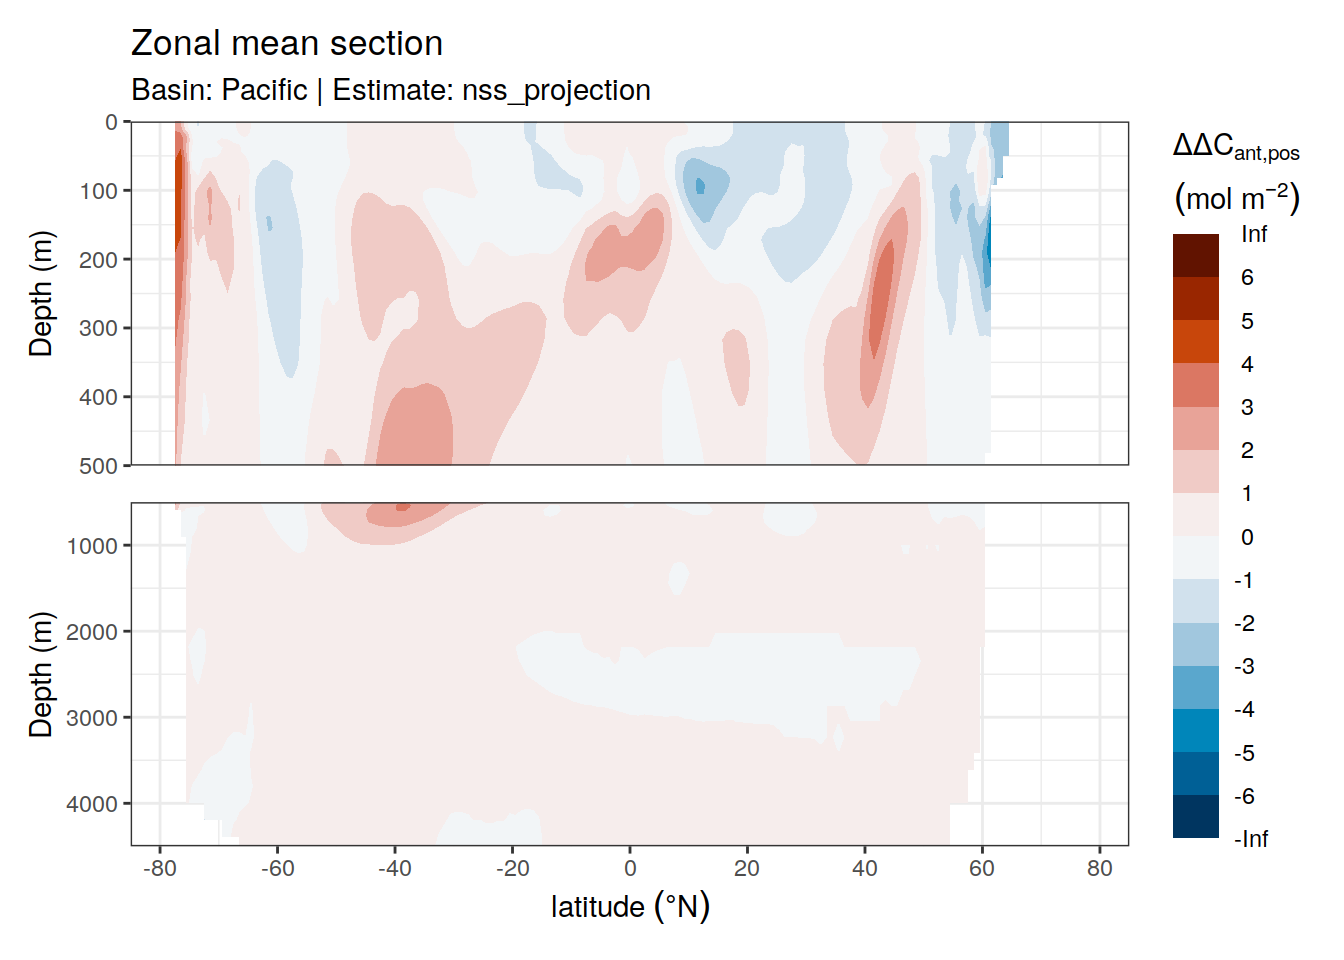 Zonal mean section
Basin: Pacific | Estimate: nss_projection
0
100
200
300
400
500
Depth (m)
1000
2000
3000
4000
Depth (m)
-80 -60 -40 -20 0 20 40 60 80
latitude (°N)
ΔΔC_ant,pos
(mol m⁻²)
Inf
6
5
4
3
2
1
0
-1
-2
-3
-4
-5
-6
-Inf